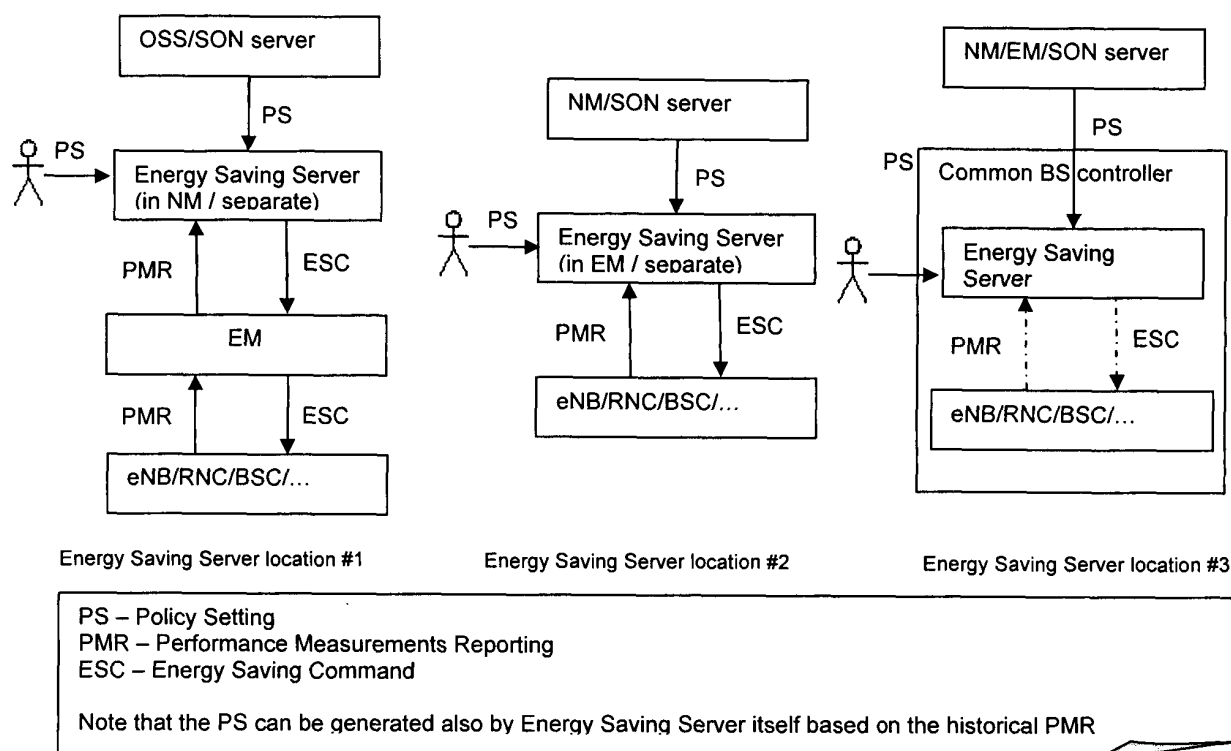 OSS/SON server
PS
PS
Energy Saving Server
(in NM / separate)
PMR
ESC
EM
PMR
ESC
eNB/RNC/BSC/...
Energy Saving Server location #1
NM/SON server
PS
PS
Energy Saving Server
(in EM / separate)
PMR
ESC
eNB/RNC/BSC/...
Energy Saving Server location #2
NM/EM/SON server
PS
PS
Common BS controller
Energy Saving
Server
PMR
ESC
eNB/RNC/BSC/...
Energy Saving Server location #3
PS – Policy Setting
PMR – Performance Measurements Reporting
ESC – Energy Saving Command
Note that the PS can be generated also by Energy Saving Server itself based on the historical PMR